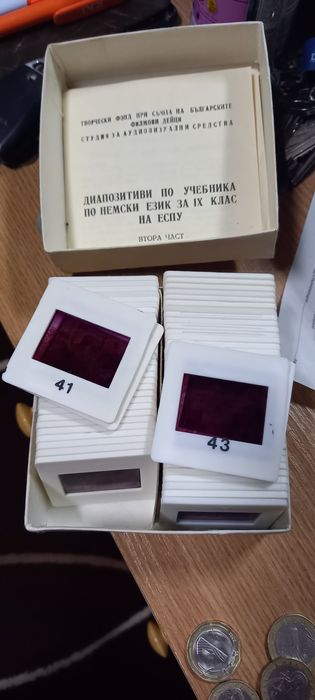 ТВОРЧЕСКИ ФОНД ПРИ СЪЮЗА НА БЪЛГАРСКИТЕ
ФИЛМОВИ ДЕЙЦИ
СТУДИЯ ЗА АУДИОВИЗУАЛНИ СРЕДСТВА
ДИАПОЗИТИВИ ПО УЧЕБНИКА
ПО НЕМСКИ ЕЗИК ЗА IX КЛАС
НА ЕСПУ
ВТОРА ЧАСТ
41
43